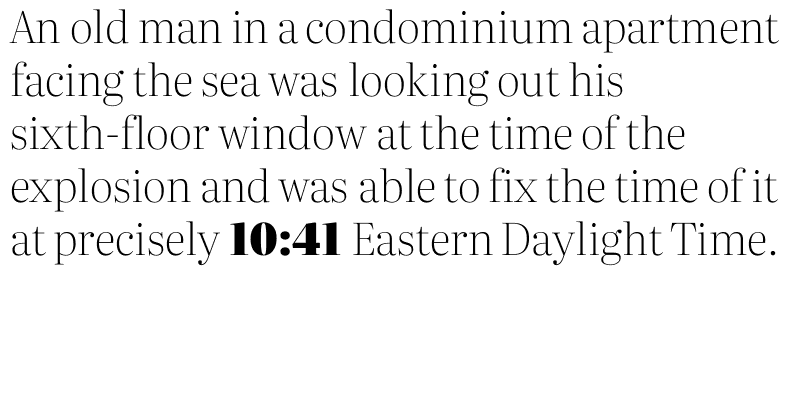 An old man in a condominium apartment
facing the sea was looking out his
sixth-floor window at the time of the
explosion and was able to fix the time of it
at precisely 10:41 Eastern Daylight Time.